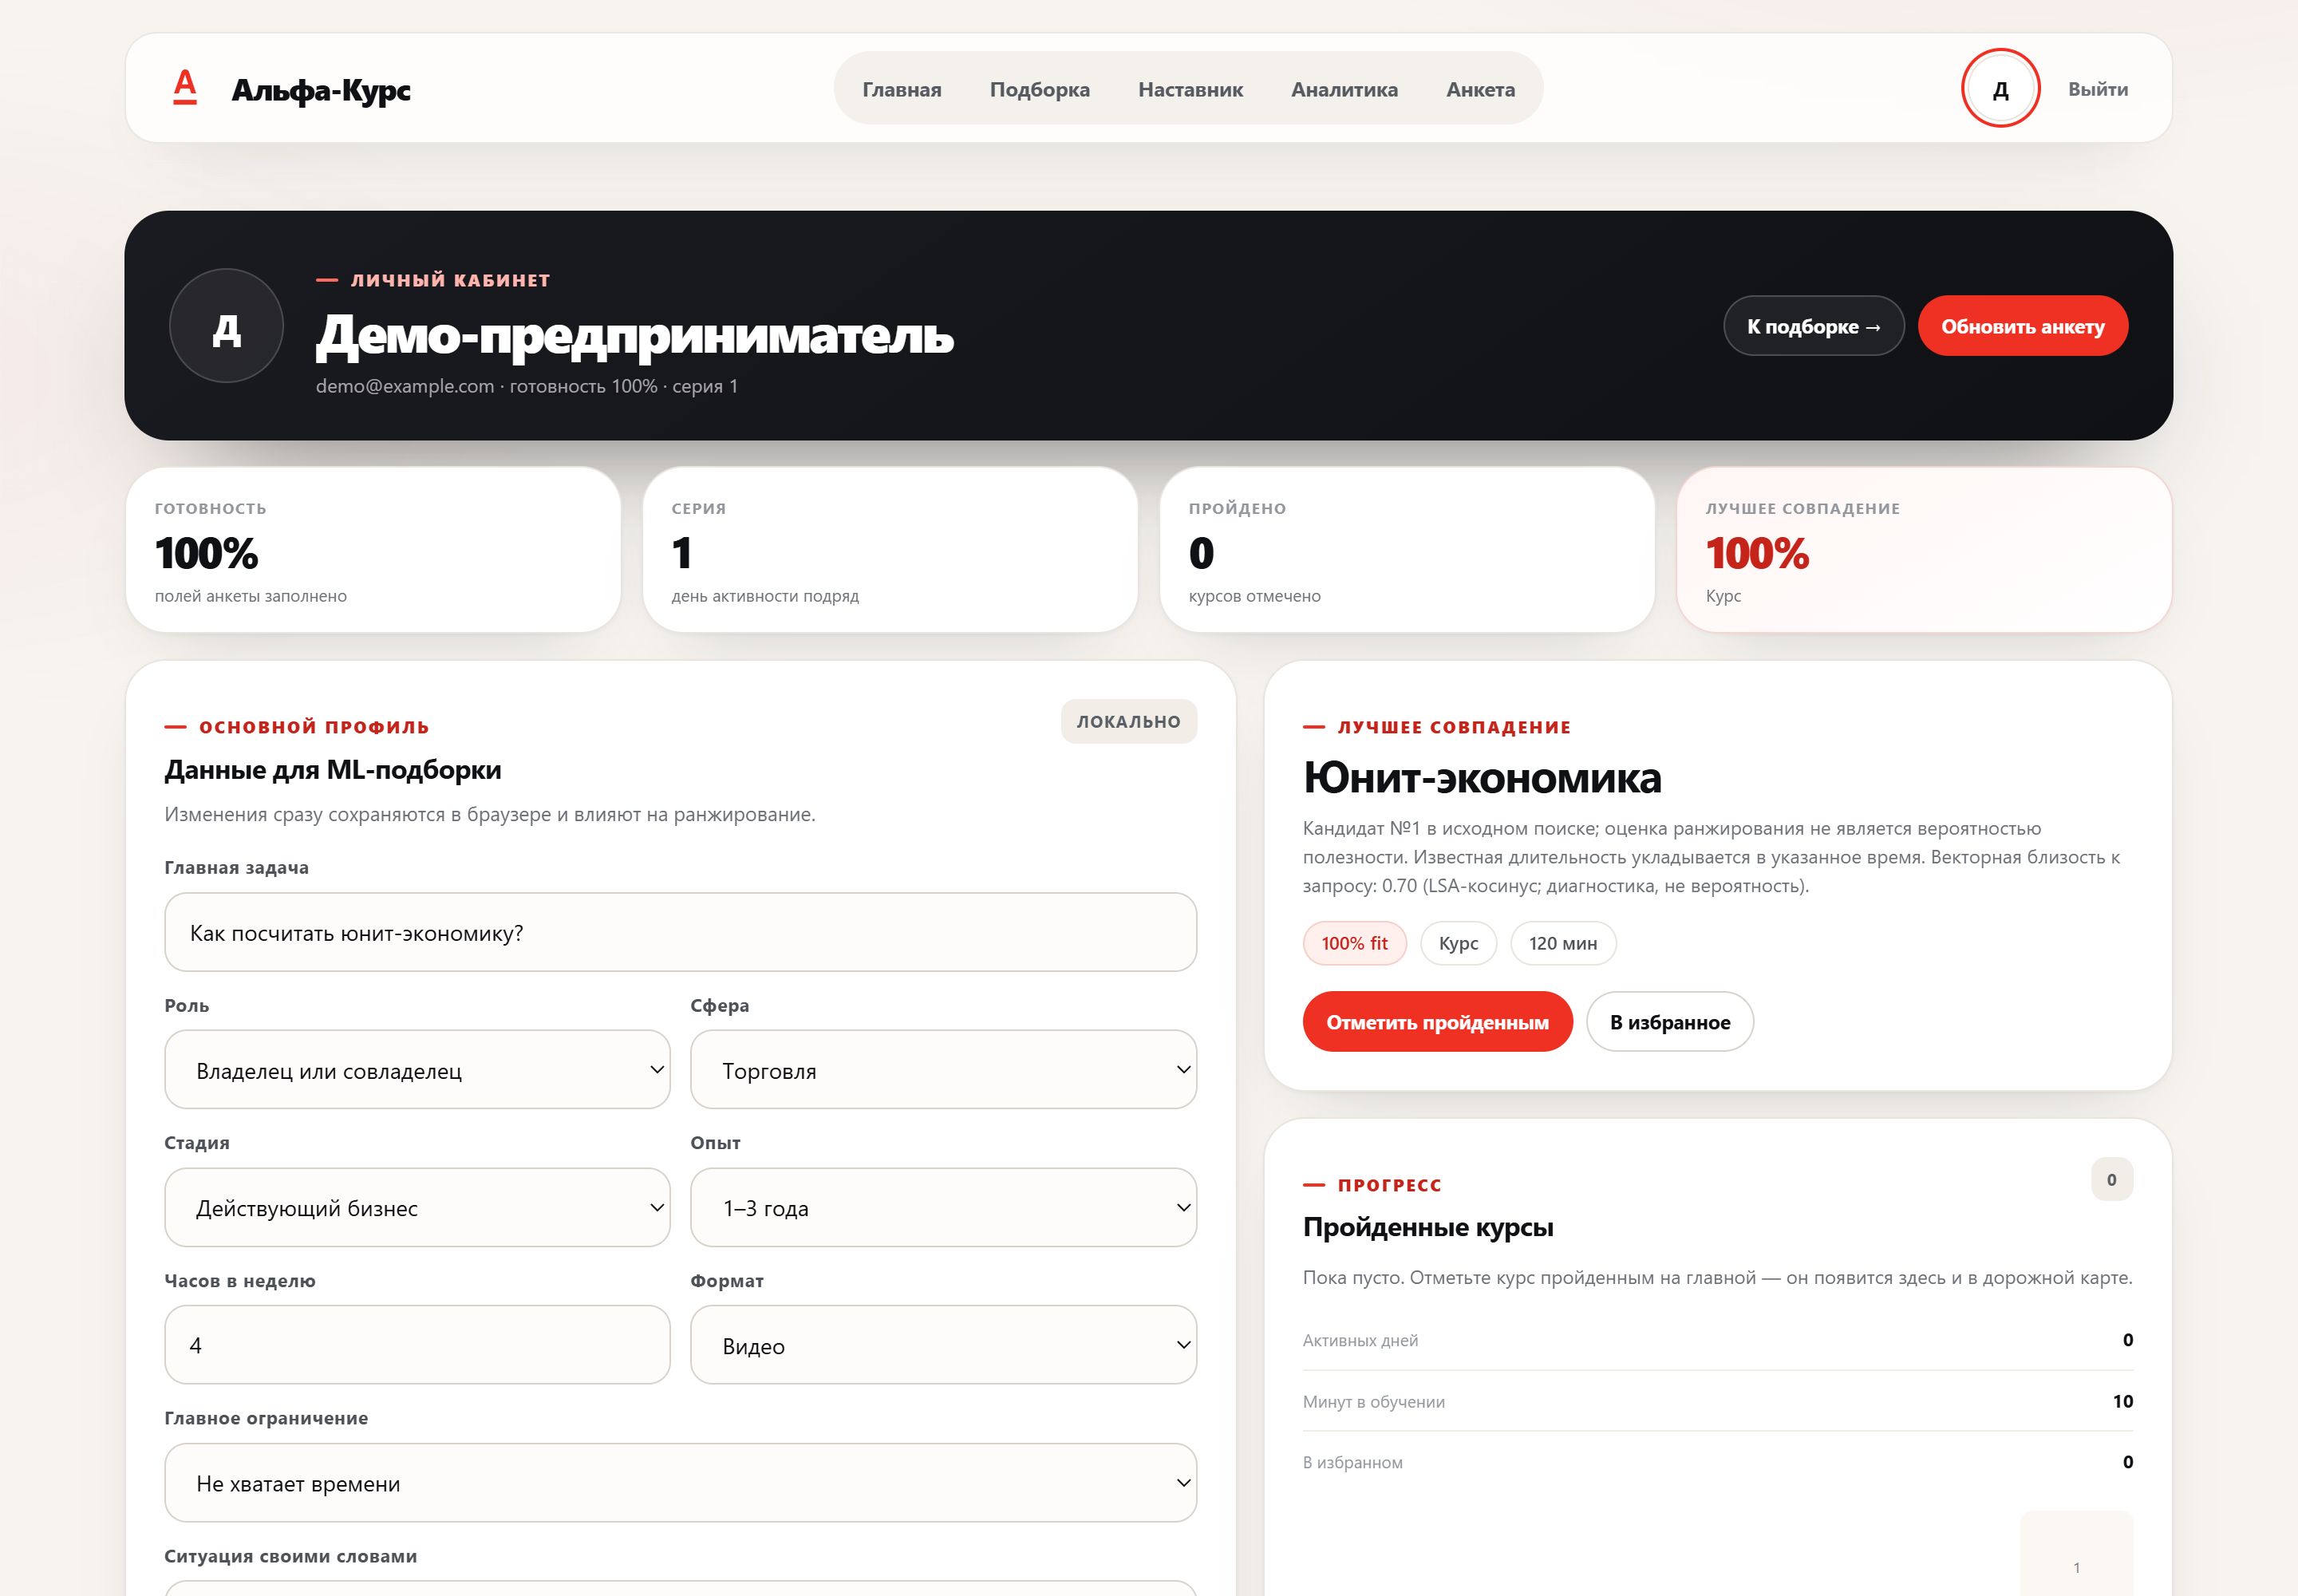 А Альфа-Курс
Главная Подборка Наставник Аналитика Анкета
Д Выйти
Д
ЛИЧНЫЙ КАБИНЕТ
Демо-предприниматель
demo@example.com · готовность 100% · серия 1
К подборке →
Обновить анкету
ГОТОВНОСТЬ
100%
полей анкеты заполнено
СЕРИЯ
1
день активности подряд
ПРОЙДЕНО
0
курсов отмечено
ЛУЧШЕЕ СОВПАДЕНИЕ
100%
Курс
ОСНОВНОЙ ПРОФИЛЬ
ЛОКАЛЬНО
Данные для ML-подборки
Изменения сразу сохраняются в браузере и влияют на ранжирование.
Главная задача
Как посчитать юнит-экономику?
Роль
Владелец или совладелец
Сфера
Торговля
Стадия
Действующий бизнес
Опыт
1–3 года
Часов в неделю
4
Формат
Видео
Главное ограничение
Не хватает времени
Ситуация своими словами
ЛУЧШЕЕ СОВПАДЕНИЕ
Юнит-экономика
Кандидат №1 в исходном поиске; оценка ранжирования не является вероятностью
полезности. Известная длительность укладывается в указанное время. Векторная близость к
запросу: 0.70 (LSA-косинус; диагностика, не вероятность).
100% fit
Курс
120 мин
Отметить пройденным
В избранное
ПРОГРЕСС
0
Пройденные курсы
Пока пусто. Отметьте курс пройденным на главной — он появится здесь и в дорожной карте.
Активных дней 0
Минут в обучении 10
В избранном 0
1